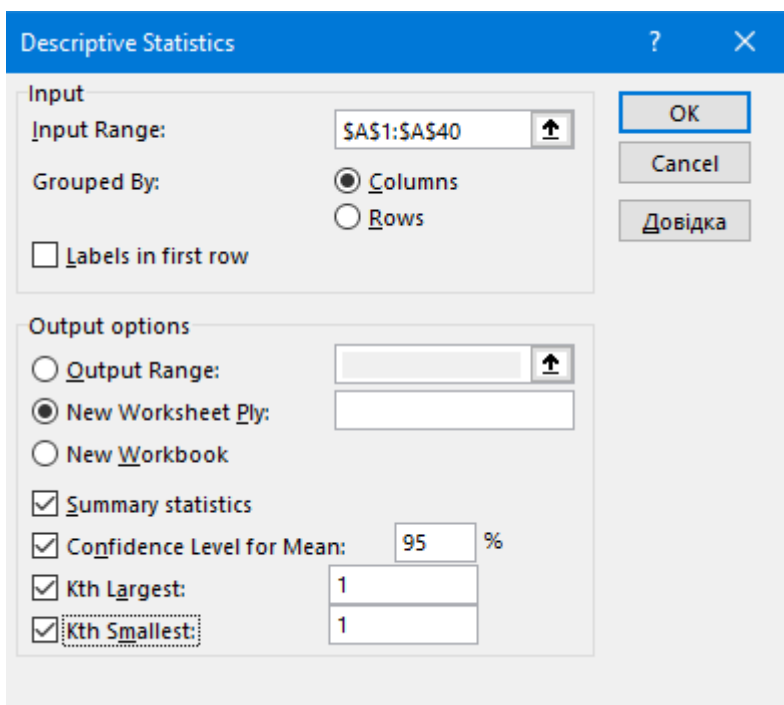 Descriptive Statistics ? ✕
Input
Input Range: $A$1:$A$40
OK
Cancel
Grouped By: Columns
Rows
Довідка
Labels in first row
Output options
Output Range:
New Worksheet Ply:
New Workbook
Summary statistics
Confidence Level for Mean: 95 %
Kth Largest: 1
Kth Smallest: 1